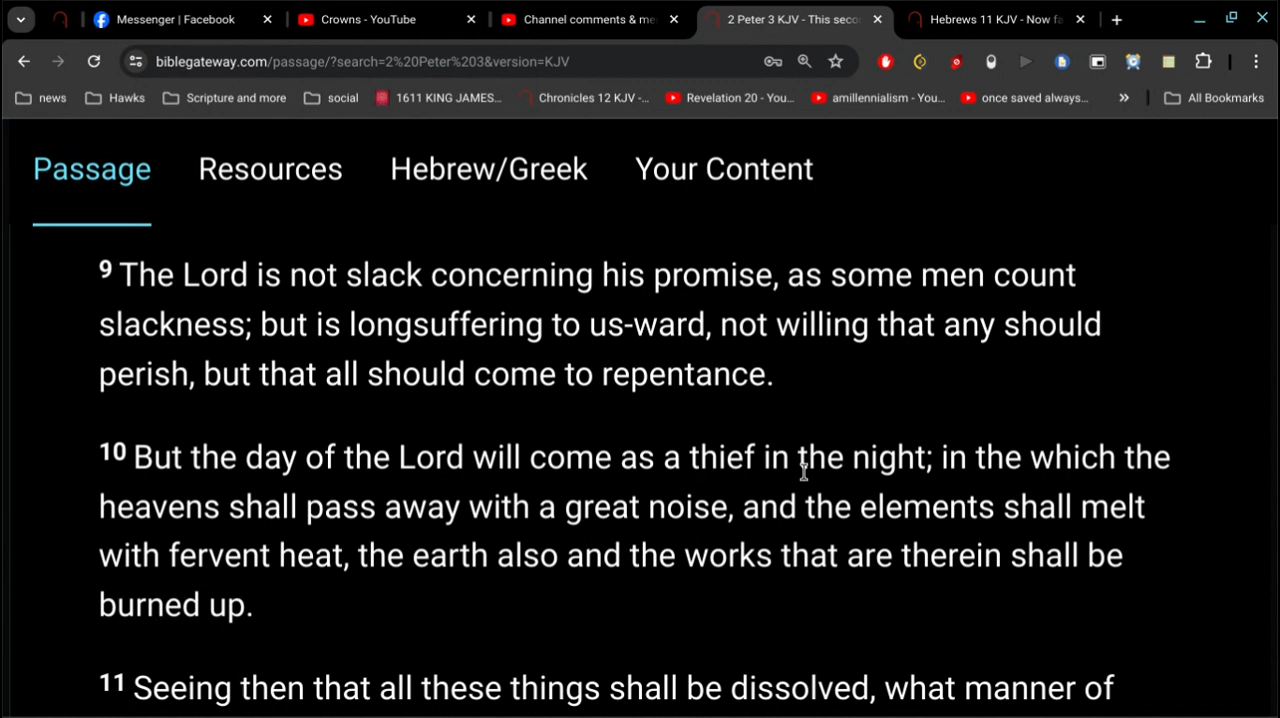 Messenger | Facebook
Crowns - YouTube
Channel comments & me
2 Peter 3 KJV - This seco
Hebrews 11 KJV - Now fa
biblegateway.com/passage/?search=2%20Peter%203&version=KJV
news
Hawks
Scripture and more
social
1611 KING JAMES...
Chronicles 12 KJV -...
Revelation 20 - You...
amillennialism - You...
once saved always...
All Bookmarks
Passage
Resources
Hebrew/Greek
Your Content
9 The Lord is not slack concerning his promise, as some men count
slackness; but is longsuffering to us-ward, not willing that any should
perish, but that all should come to repentance.
10 But the day of the Lord will come as a thief in the night; in the which the
heavens shall pass away with a great noise, and the elements shall melt
with fervent heat, the earth also and the works that are therein shall be
burned up.
11 Seeing then that all these things shall be dissolved, what manner of